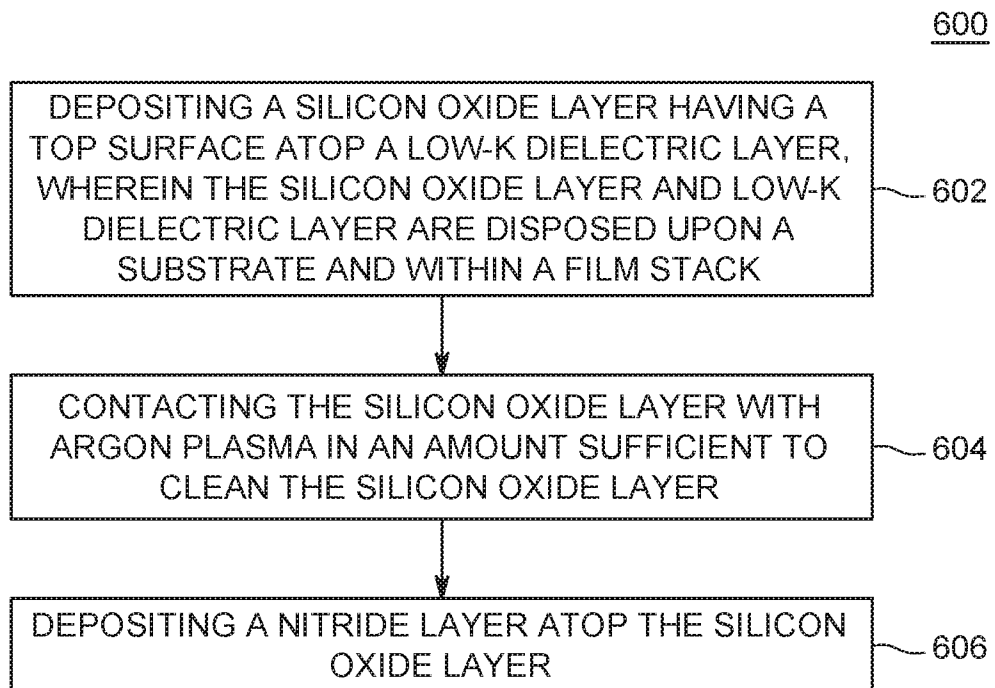 600
DEPOSITING A SILICON OXIDE LAYER HAVING A
TOP SURFACE ATOP A LOW-K DIELECTRIC LAYER,
WHEREIN THE SILICON OXIDE LAYER AND LOW-K
DIELECTRIC LAYER ARE DISPOSED UPON A
SUBSTRATE AND WITHIN A FILM STACK
602
CONTACTING THE SILICON OXIDE LAYER WITH
ARGON PLASMA IN AN AMOUNT SUFFICIENT TO
CLEAN THE SILICON OXIDE LAYER
604
DEPOSITING A NITRIDE LAYER ATOP THE SILICON
OXIDE LAYER
606